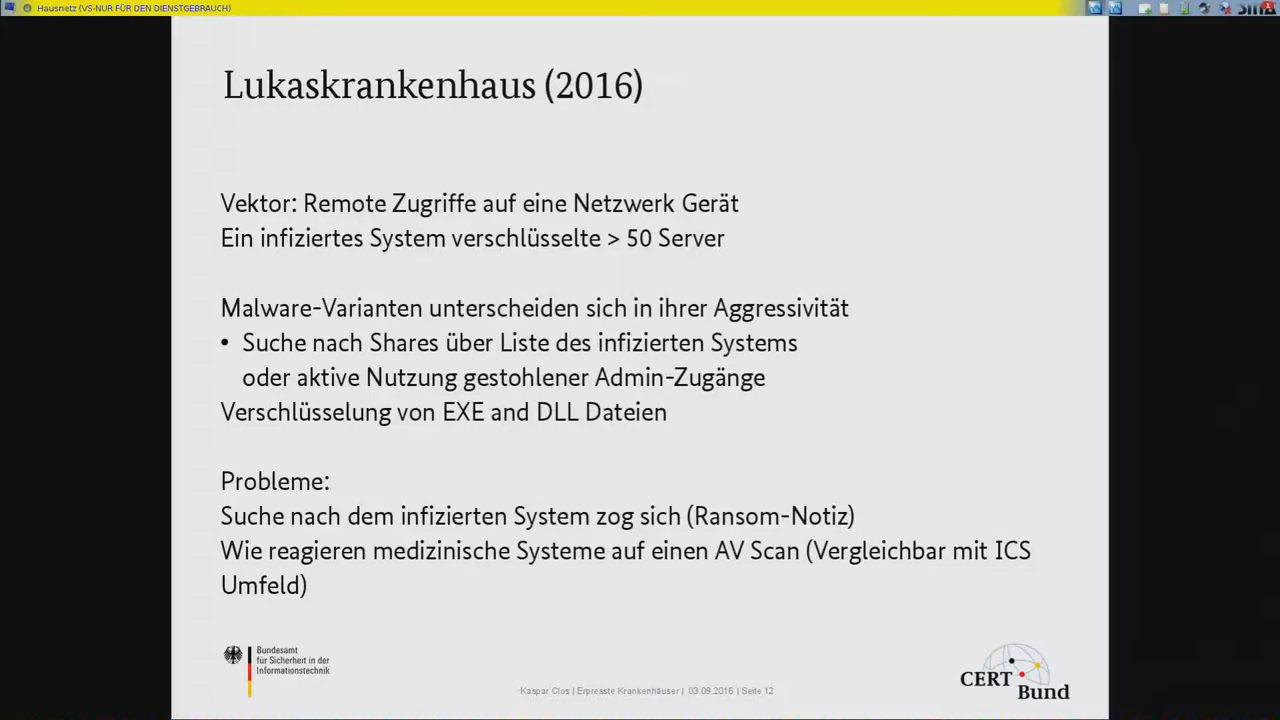 Hausnetz (VS-NUR FÜR DEN DIENSTGEBRAUCH)
Lukaskrankenhaus (2016)
Vektor: Remote Zugriffe auf eine Netzwerk Gerät
Ein infiziertes System verschlüsselte > 50 Server
Malware-Varianten unterscheiden sich in ihrer Aggressivität
• Suche nach Shares über Liste des infizierten Systems
oder aktive Nutzung gestohlener Admin-Zugänge
Verschlüsselung von EXE and DLL Dateien
Probleme:
Suche nach dem infizierten System zog sich (Ransom-Notiz)
Wie reagieren medizinische Systeme auf einen AV Scan (Vergleichbar mit ICS
Umfeld)
Bundesamt
für Sicherheit in der
Informationstechnik
Kaspar Clos | Erpresste Krankenhäuser | 03.09.2016 | Seite 12
CERT
Bund